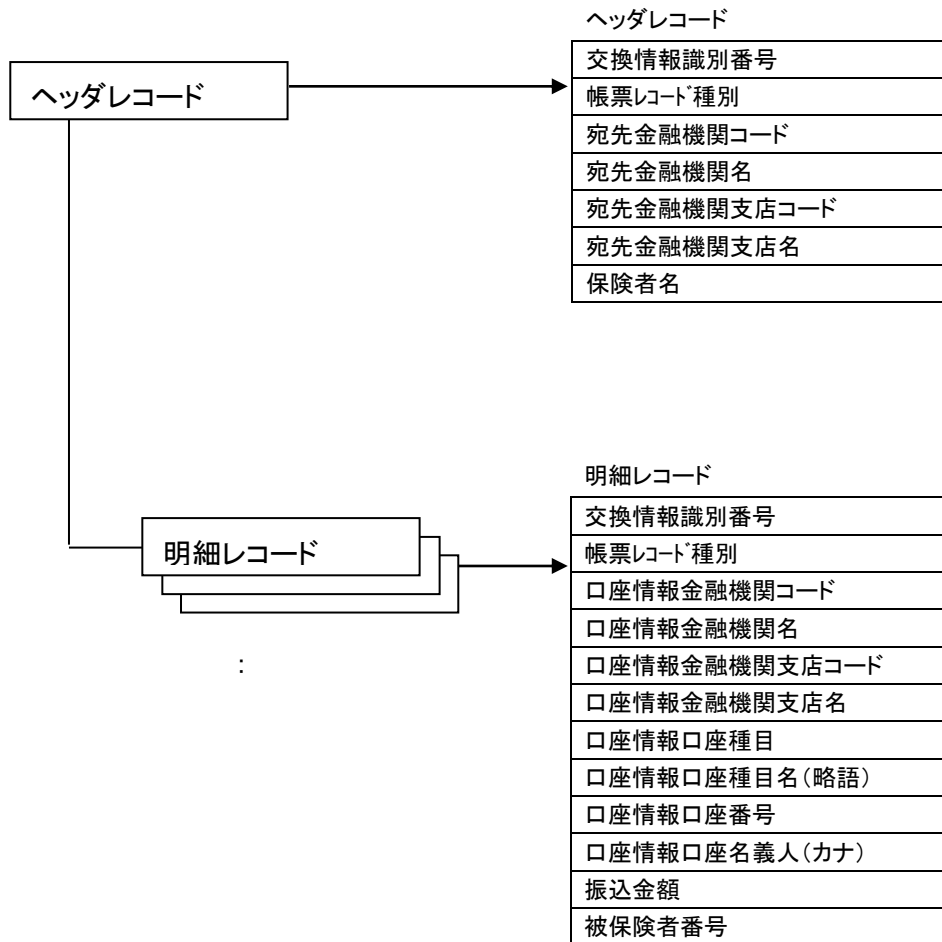 ヘッダレコード
ヘッダレコード
交換情報識別番号
帳票ﾚｺｰﾄﾞ種別
宛先金融機関コード
宛先金融機関名
宛先金融機関支店コード
宛先金融機関支店名
保険者名
明細レコード
:
明細レコード
交換情報識別番号
帳票ﾚｺｰﾄﾞ種別
口座情報金融機関コード
口座情報金融機関名
口座情報金融機関支店コード
口座情報金融機関支店名
口座情報口座種目
口座情報口座種目名（略語）
口座情報口座番号
口座情報口座名義人（カナ）
振込金額
被保険者番号